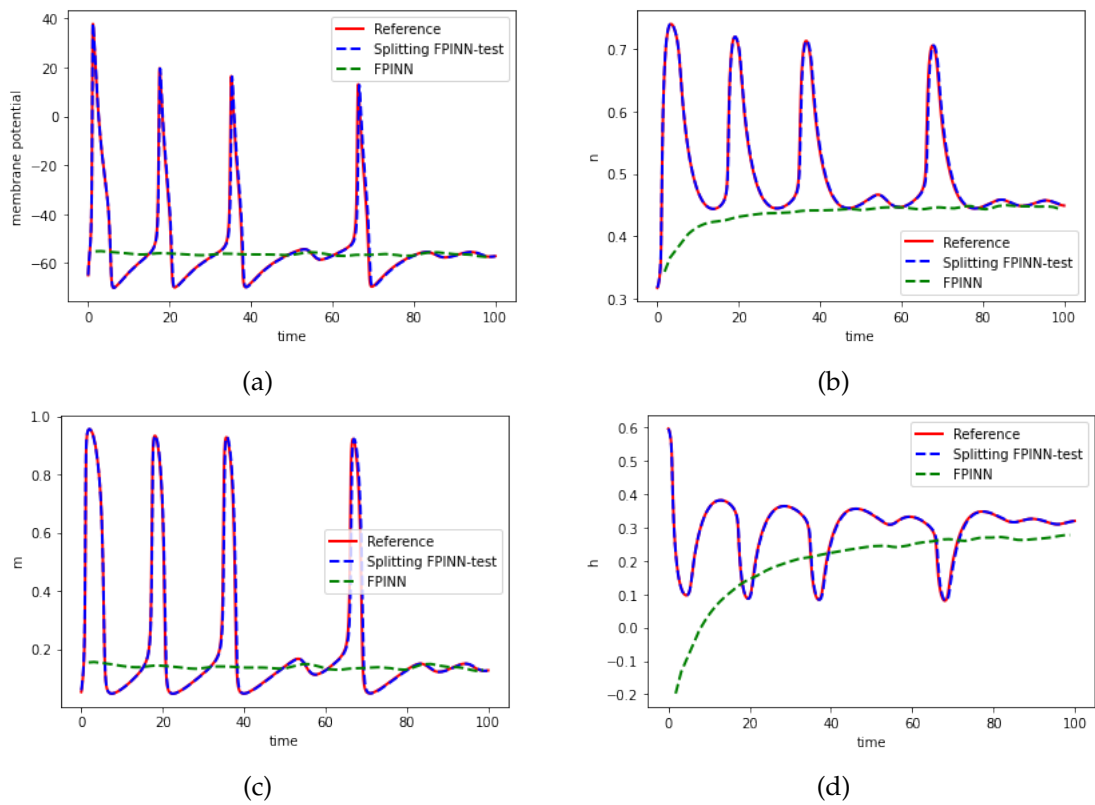 40
20
0
−20
−40
−60
membrane potential
0 20 40 60 80 100
time
Reference
Splitting FPINN-test
FPINN
(a)
0.7
0.6
0.5
0.4
0.3
n
0 20 40 60 80 100
time
Reference
Splitting FPINN-test
FPINN
(b)
1.0
0.8
0.6
0.4
0.2
m
0 20 40 60 80 100
time
Reference
Splitting FPINN-test
FPINN
(c)
0.6
0.5
0.4
0.3
0.2
0.1
0.0
−0.1
−0.2
h
0 20 40 60 80 100
time
Reference
Splitting FPINN-test
FPINN
(d)